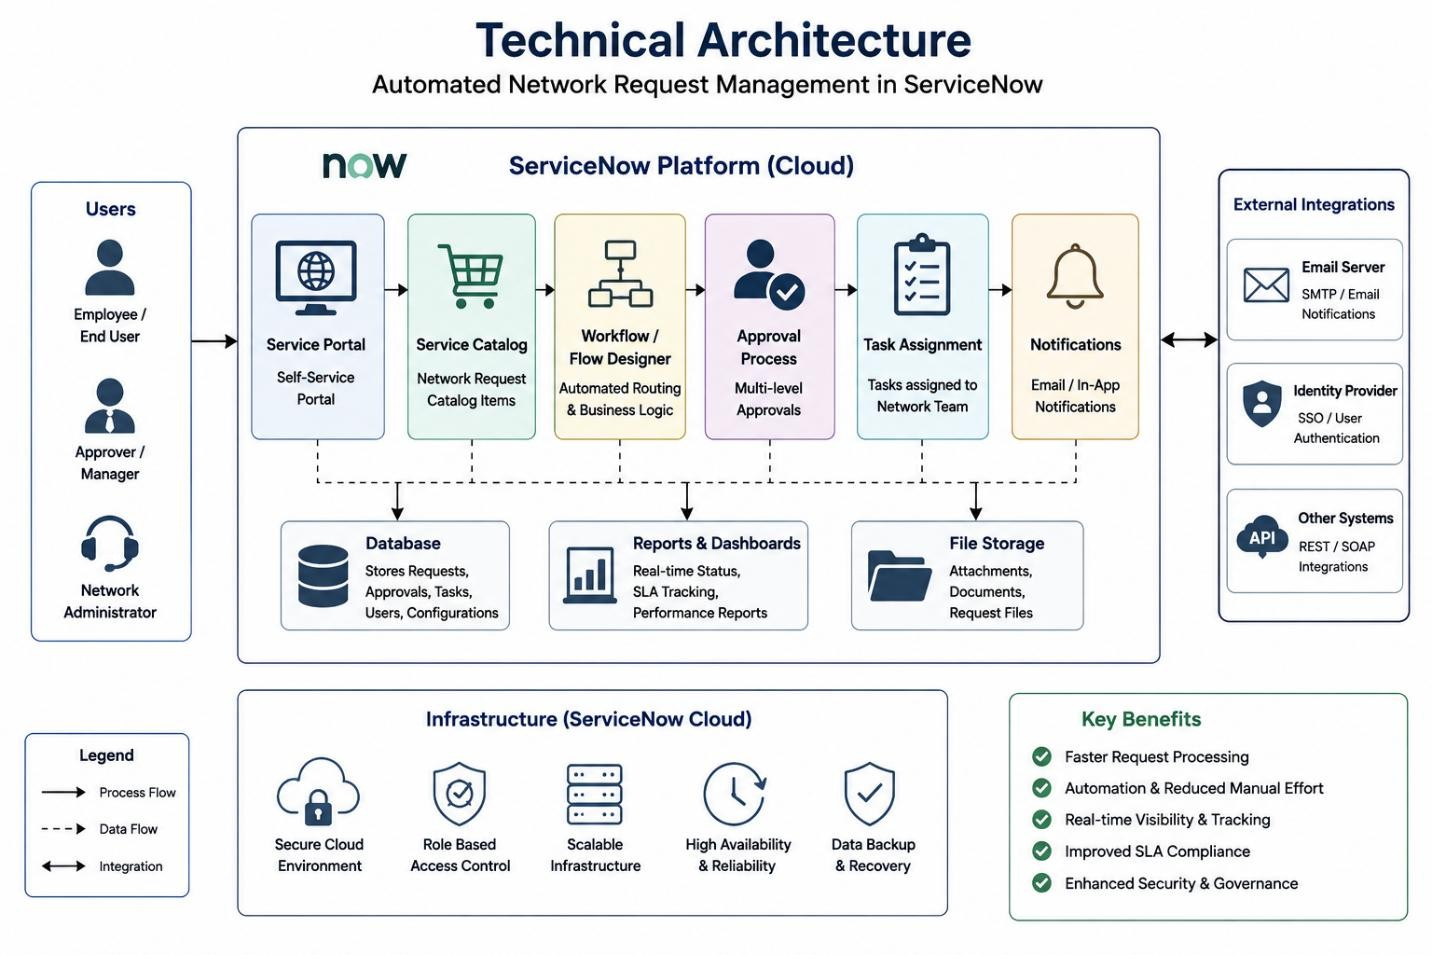 Technical Architecture
Automated Network Request Management in ServiceNow
Users
Employee /
End User
Approver /
Manager
Network
Administrator
now
ServiceNow Platform (Cloud)
Service Portal
Self-Service
Portal
Service Catalog
Network Request
Catalog Items
Workflow /
Flow Designer
Automated Routing
& Business Logic
Approval
Process
Multi-level
Approvals
Task Assignment
Tasks assigned to
Network Team
Notifications
Email / In-App
Notifications
Database
Stores Requests,
Approvals, Tasks,
Users, Configurations
Reports & Dashboards
Real-time Status,
SLA Tracking,
Performance Reports
File Storage
Attachments,
Documents,
Request Files
External Integrations
Email Server
SMTP / Email
Notifications
Identity Provider
SSO / User
Authentication
API
Other Systems
REST / SOAP
Integrations
Legend
Process Flow
Data Flow
Integration
Infrastructure (ServiceNow Cloud)
Secure Cloud
Environment
Role Based
Access Control
Scalable
Infrastructure
High Availability
& Reliability
Data Backup
& Recovery
Key Benefits
Faster Request Processing
Automation & Reduced Manual Effort
Real-time Visibility & Tracking
Improved SLA Compliance
Enhanced Security & Governance